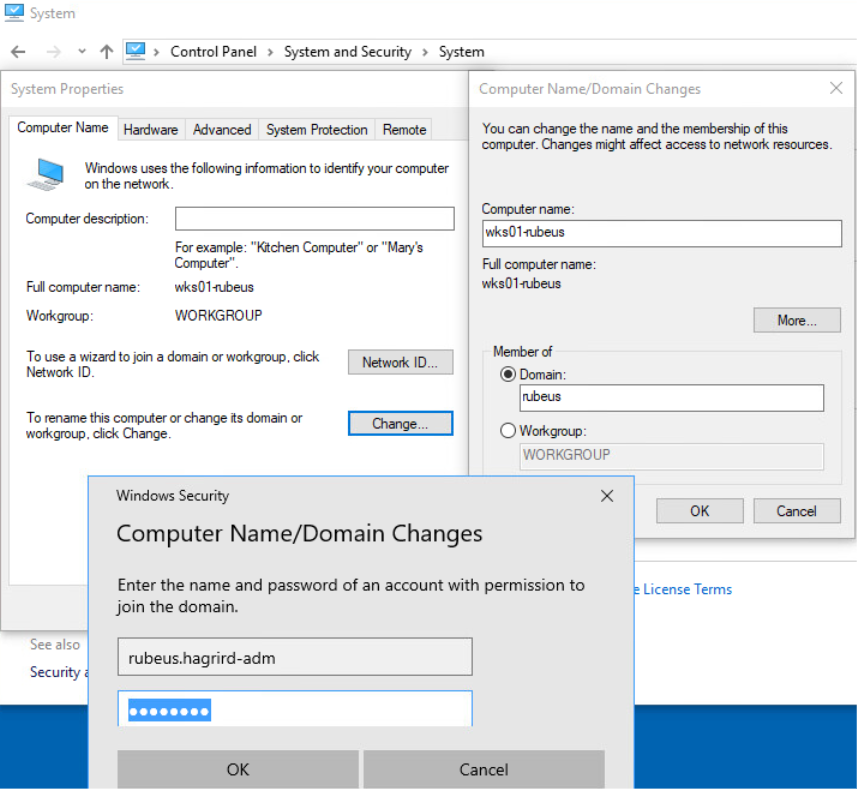 System
Control Panel > System and Security > System
System Properties
Computer Name Hardware Advanced System Protection Remote
Windows uses the following information to identify your computer
on the network.
Computer description:
For example: "Kitchen Computer" or "Mary's
Computer".
Full computer name: wks01-rubeus
Workgroup: WORKGROUP
To use a wizard to join a domain or workgroup, click
Network ID.
Network ID...
To rename this computer or change its domain or
workgroup, click Change.
Change...
Computer Name/Domain Changes
You can change the name and the membership of this
computer. Changes might affect access to network resources.
Computer name:
wks01-rubeus
Full computer name:
wks01-rubeus
More...
Member of
Domain:
rubeus
Workgroup:
WORKGROUP
OK Cancel
Windows Security
Computer Name/Domain Changes
Enter the name and password of an account with permission to
join the domain.
rubeus.hagrird-adm
●●●●●●●●
OK Cancel
e License Terms
See also
Security a